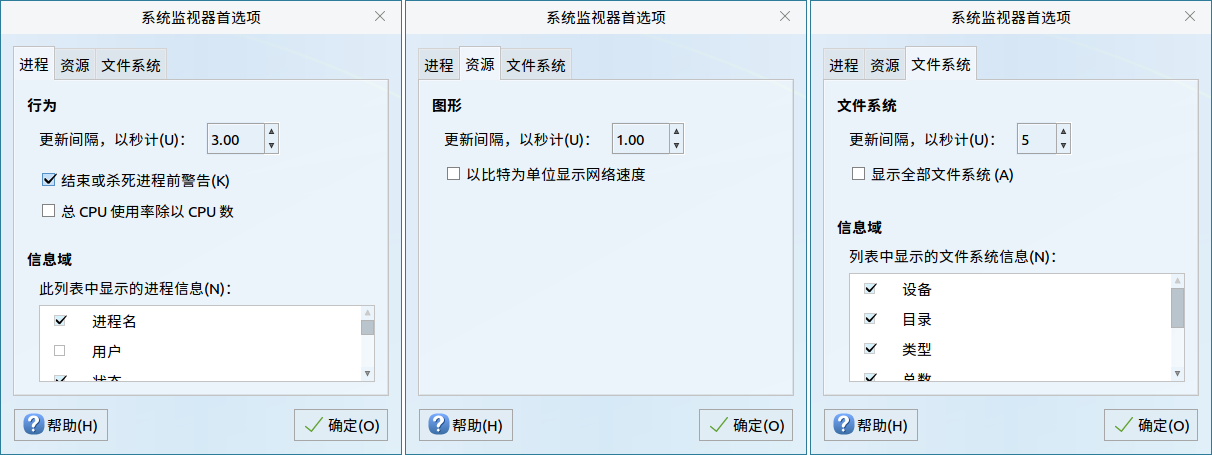 系统监视器首选项
进程 资源 文件系统
行为
更新间隔，以秒计(U)： 3.00
结束或杀死进程前警告(K)
总 CPU 使用率除以 CPU 数
信息域
此列表中显示的进程信息(N)：
进程名
用户
状态
帮助(H) 确定(O)
系统监视器首选项
进程 资源 文件系统
图形
更新间隔，以秒计(U)： 1.00
以比特为单位显示网络速度
帮助(H) 确定(O)
系统监视器首选项
进程 资源 文件系统
文件系统
更新间隔，以秒计(U)： 5
显示全部文件系统 (A)
信息域
列表中显示的文件系统信息(N)：
设备
目录
类型
总数
帮助(H) 确定(O)